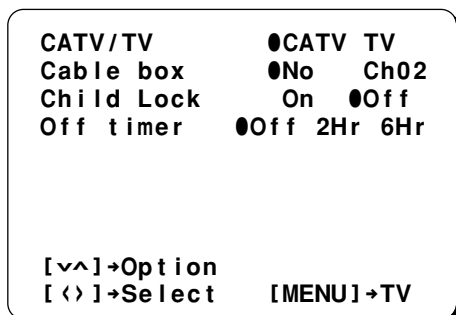 CATV/TV ●CATV TV
Cable box ●No Ch02
Child Lock On ●Off
Off timer ●Off 2Hr 6Hr
[∨∧]→Option
[‹›]→Select [MENU]→TV